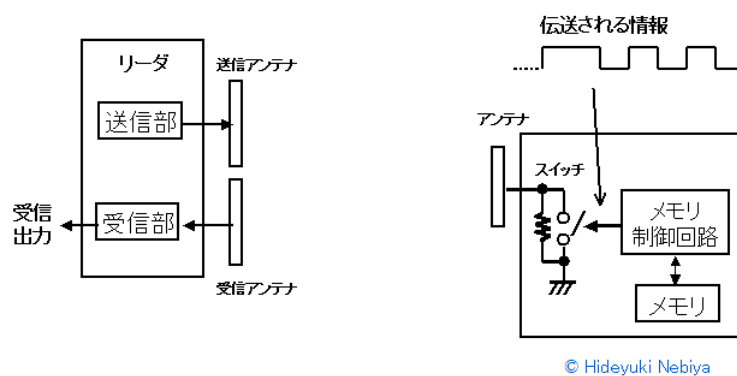 伝送される情報
リーダ
送信アンテナ
送信部
アンテナ
スイッチ
受信
出力
受信部
メモリ
制御回路
受信アンテナ
メモリ
© Hideyuki Nebiya